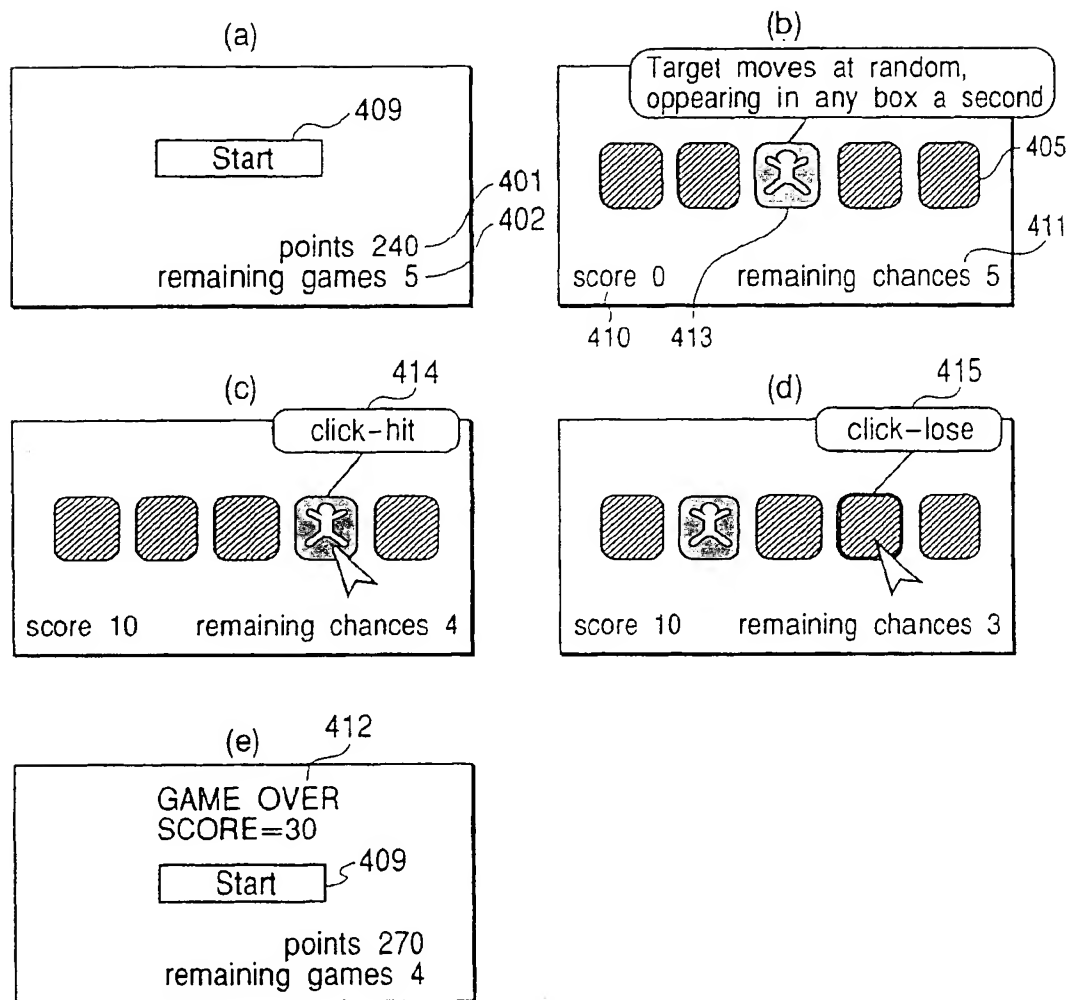 (a)
409
Start
401
402
points 240
remaining games 5
(b)
Target moves at random,
oppearing in any box a second
405
411
score 0 remaining chances 5
410 413
(c)
414
click-hit
score 10 remaining chances 4
(d)
415
click-lose
score 10 remaining chances 3
(e)
412
GAME OVER
SCORE=30
409
Start
points 270
remaining games 4